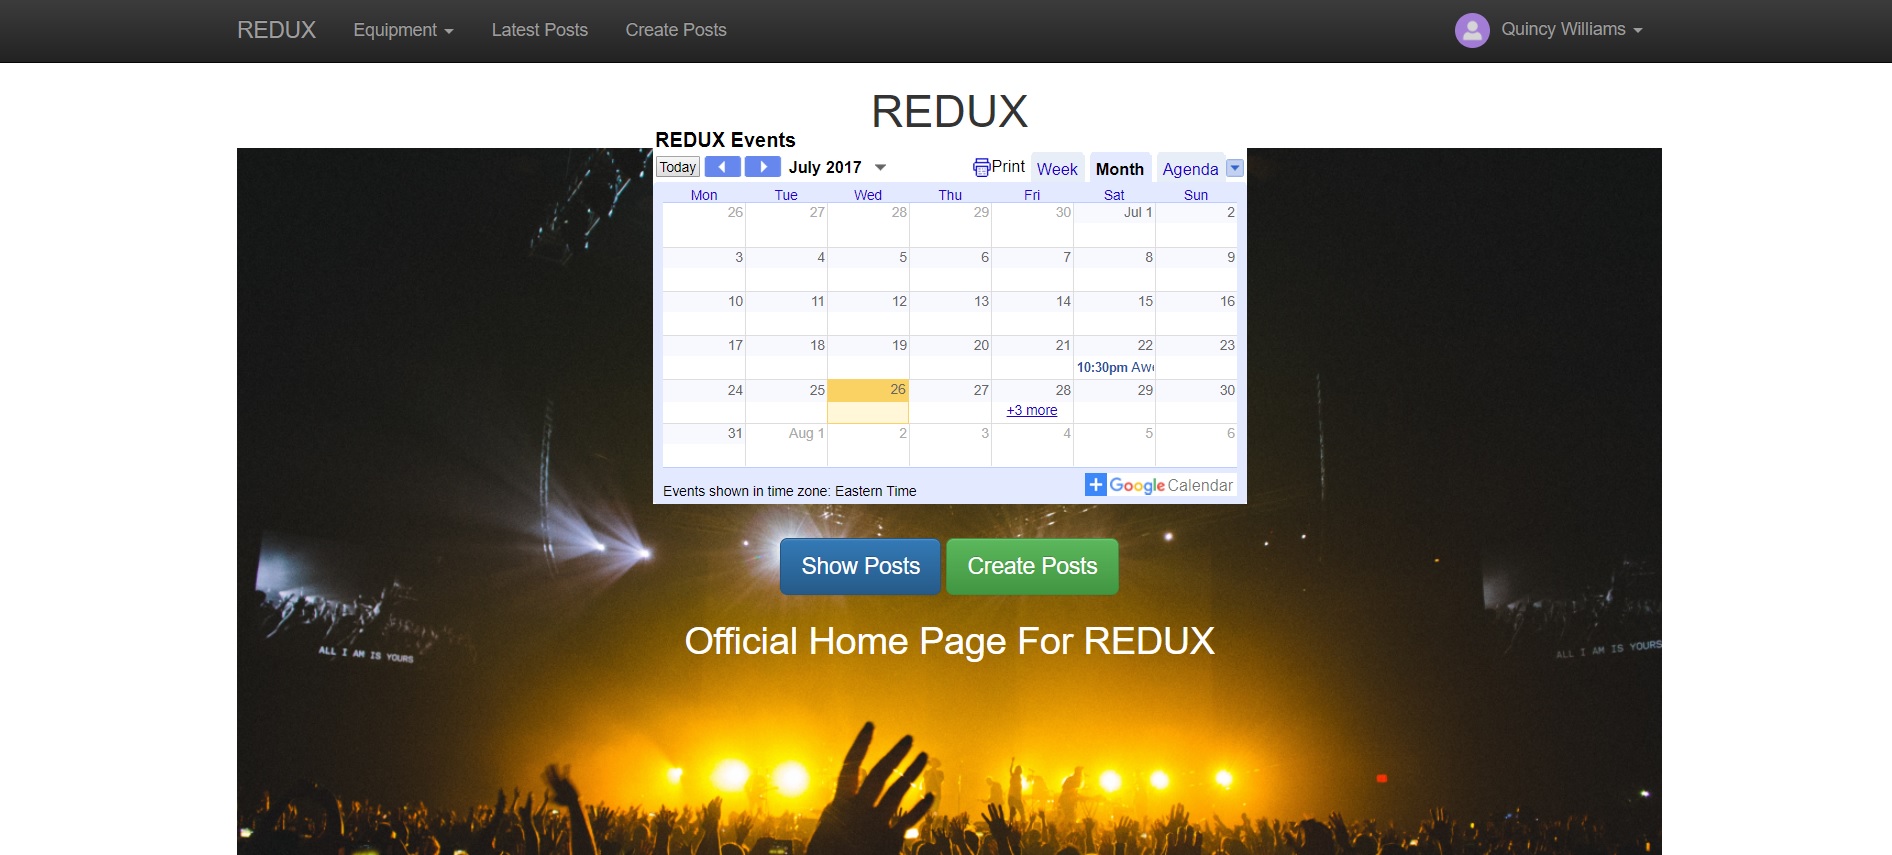 REDUX Equipment Latest Posts Create Posts Quincy Williams
REDUX
REDUX Events
Today July 2017 Print Week Month Agenda
Mon Tue Wed Thu Fri Sat Sun
26 27 28 29 30 Jul 1 2
3 4 5 6 7 8 9
10 11 12 13 14 15 16
17 18 19 20 21 22 23
10:30pm Aw
24 25 26 27 28 29 30
+3 more
31 Aug 1 2 3 4 5 6
Events shown in time zone: Eastern Time
Google Calendar
Show Posts Create Posts
Official Home Page For REDUX
ALL I AM IS YOURS
ALL I AM IS YOURS